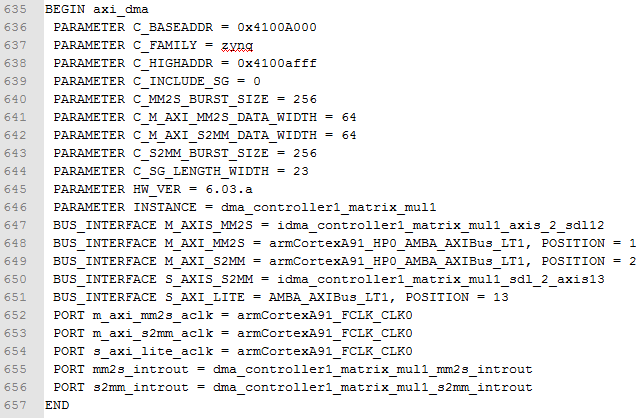 635 BEGIN axi_dma
636 PARAMETER C_BASEADDR = 0x4100A000
637 PARAMETER C_FAMILY = zynq
638 PARAMETER C_HIGHADDR = 0x4100afff
639 PARAMETER C_INCLUDE_SG = 0
640 PARAMETER C_MM2S_BURST_SIZE = 256
641 PARAMETER C_M_AXI_MM2S_DATA_WIDTH = 64
642 PARAMETER C_M_AXI_S2MM_DATA_WIDTH = 64
643 PARAMETER C_S2MM_BURST_SIZE = 256
644 PARAMETER C_SG_LENGTH_WIDTH = 23
645 PARAMETER HW_VER = 6.03.a
646 PARAMETER INSTANCE = dma_controller1_matrix_mul1
647 BUS_INTERFACE M_AXIS_MM2S = idma_controller1_matrix_mul1_axis_2_sdl12
648 BUS_INTERFACE M_AXI_MM2S = armCortexA91_HP0_AMBA_AXIBus_LT1, POSITION = 1
649 BUS_INTERFACE M_AXI_S2MM = armCortexA91_HP0_AMBA_AXIBus_LT1, POSITION = 2
650 BUS_INTERFACE S_AXIS_S2MM = idma_controller1_matrix_mul1_sdl_2_axis13
651 BUS_INTERFACE S_AXI_LITE = AMBA_AXIBus_LT1, POSITION = 13
652 PORT m_axi_mm2s_aclk = armCortexA91_FCLK_CLK0
653 PORT m_axi_s2mm_aclk = armCortexA91_FCLK_CLK0
654 PORT s_axi_lite_aclk = armCortexA91_FCLK_CLK0
655 PORT mm2s_introut = dma_controller1_matrix_mul1_mm2s_introut
656 PORT s2mm_introut = dma_controller1_matrix_mul1_s2mm_introut
657 END